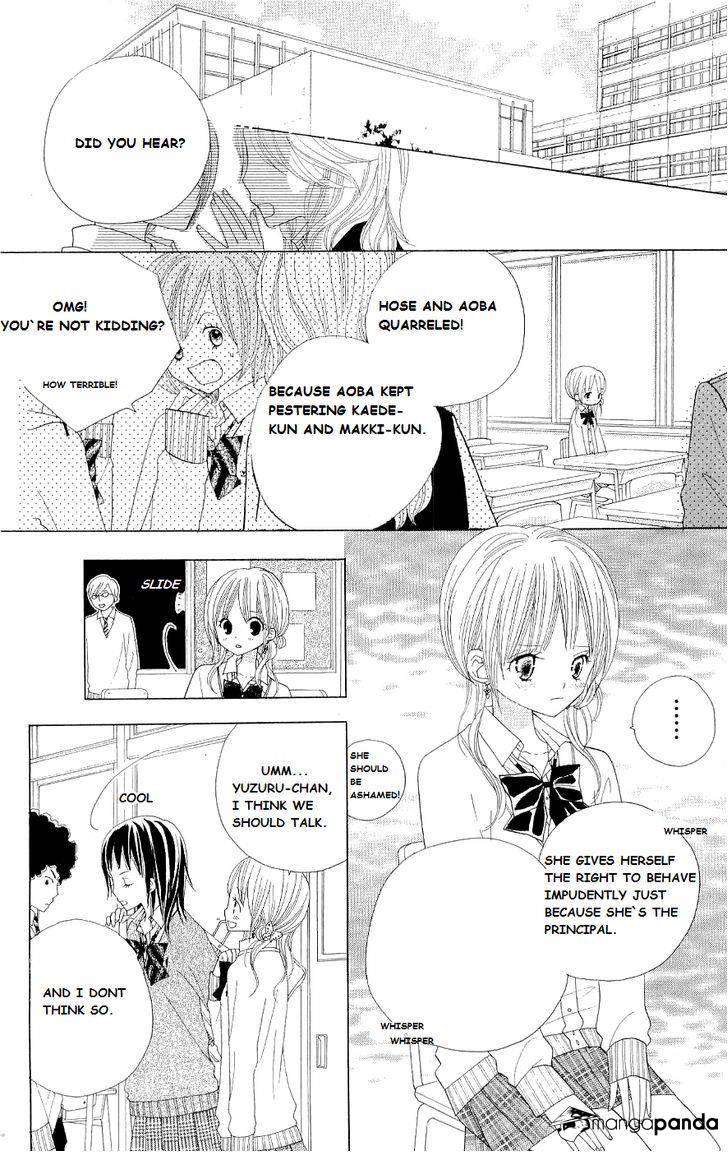 DID YOU HEAR?
OMG!
YOU`RE NOT KIDDING?
HOW TERRIBLE!
HOSE AND AOBA
QUARRELED!
BECAUSE AOBA KEPT
PESTERING KAEDE-
KUN AND MAKKI-KUN.
SLIDE
......
SHE
SHOULD
BE
ASHAMED!
WHISPER
SHE GIVES HERSELF
THE RIGHT TO BEHAVE
IMPUDENTLY JUST
BECAUSE SHE`S THE
PRINCIPAL.
WHISPER
WHISPER
UMM...
YUZURU-CHAN,
I THINK WE
SHOULD TALK.
COOL
AND I DONT
THINK SO.
mangapanda